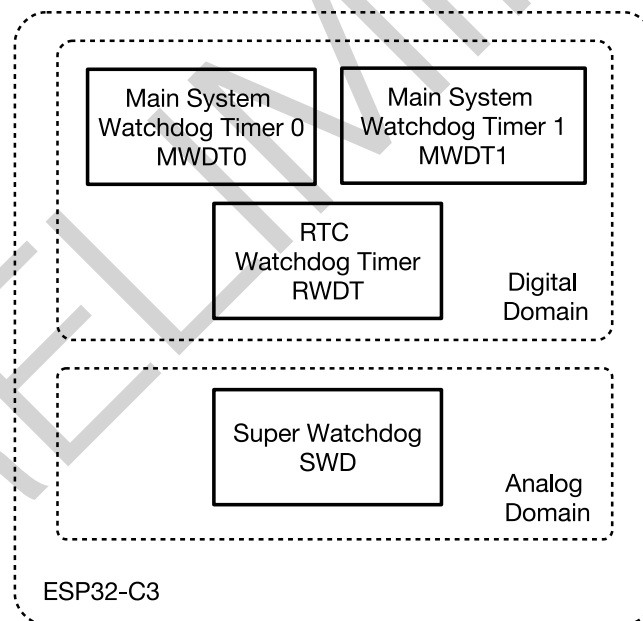 Main System
Watchdog Timer 0
MWDT0
Main System
Watchdog Timer 1
MWDT1
RTC
Watchdog Timer
RWDT
Digital
Domain
Super Watchdog
SWD
Analog
Domain
ESP32-C3